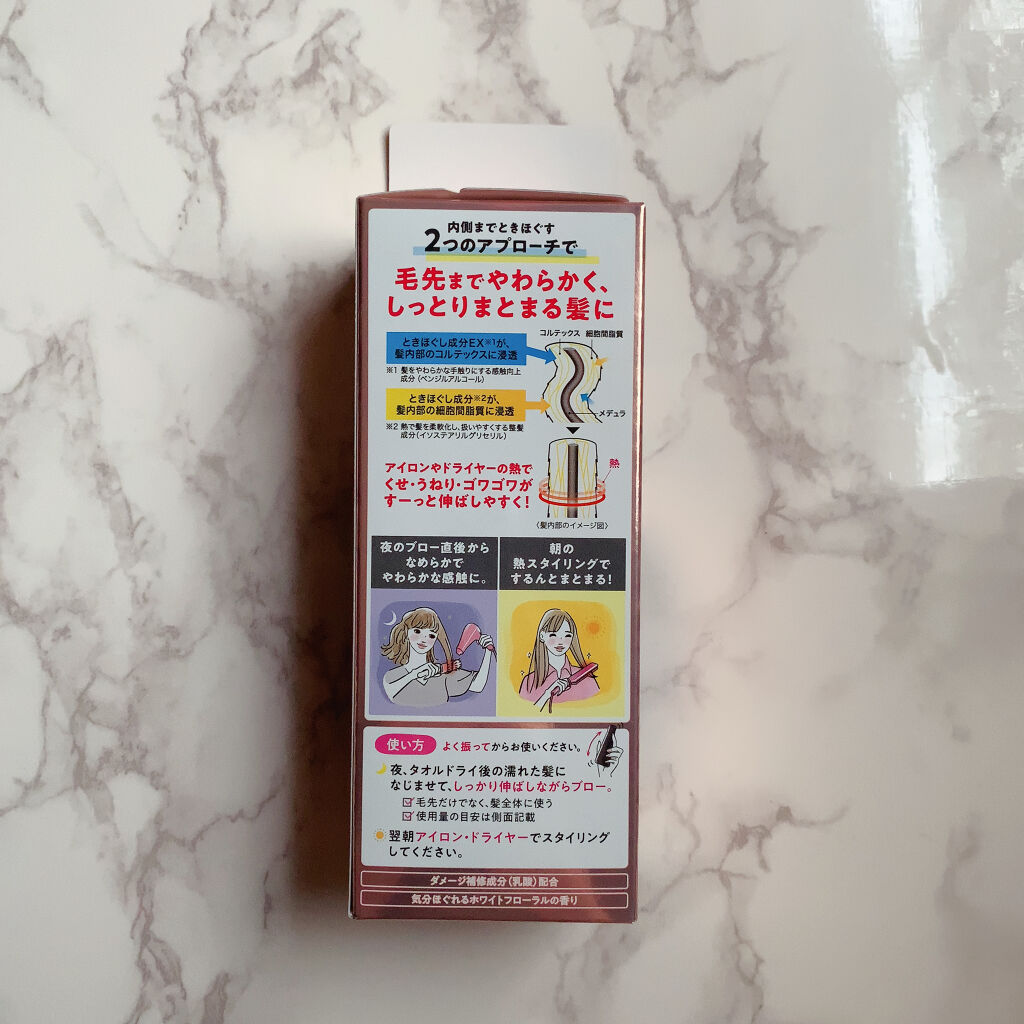 内側までときほぐす
2つのアプローチで
毛先までやわらかく、
しっとりまとまる髪に
コルテックス 細胞間脂質
ときほぐし成分EX※1が、
髪内部のコルテックスに浸透
※1 髪をやわらかな手触りにする感触向上
成分(ベンジルアルコール)
ときほぐし成分※2が、
髪内部の細胞間脂質に浸透
メデュラ
※2 熱で髪を柔軟化し、扱いやすくする整髪
成分(イソステアリルグリセリル)
アイロンやドライヤーの熱で
くせ・うねり・ゴワゴワが
すーっと伸ばしやすく!
熱
〈髪内部のイメージ図〉
夜のブロー直後から
なめらかで
やわらかな感触に。
朝の
熱スタイリングで
するんとまとまる!
使い方 よく振ってからお使いください。
夜、タオルドライ後の濡れた髪に
なじませて、しっかり伸ばしながらブロー。
毛先だけでなく、髪全体に使う
使用量の目安は側面記載
翌朝アイロン・ドライヤーでスタイリング
してください。
ダメージ補修成分(乳酸)配合
気分ほぐれるホワイトフローラルの香り